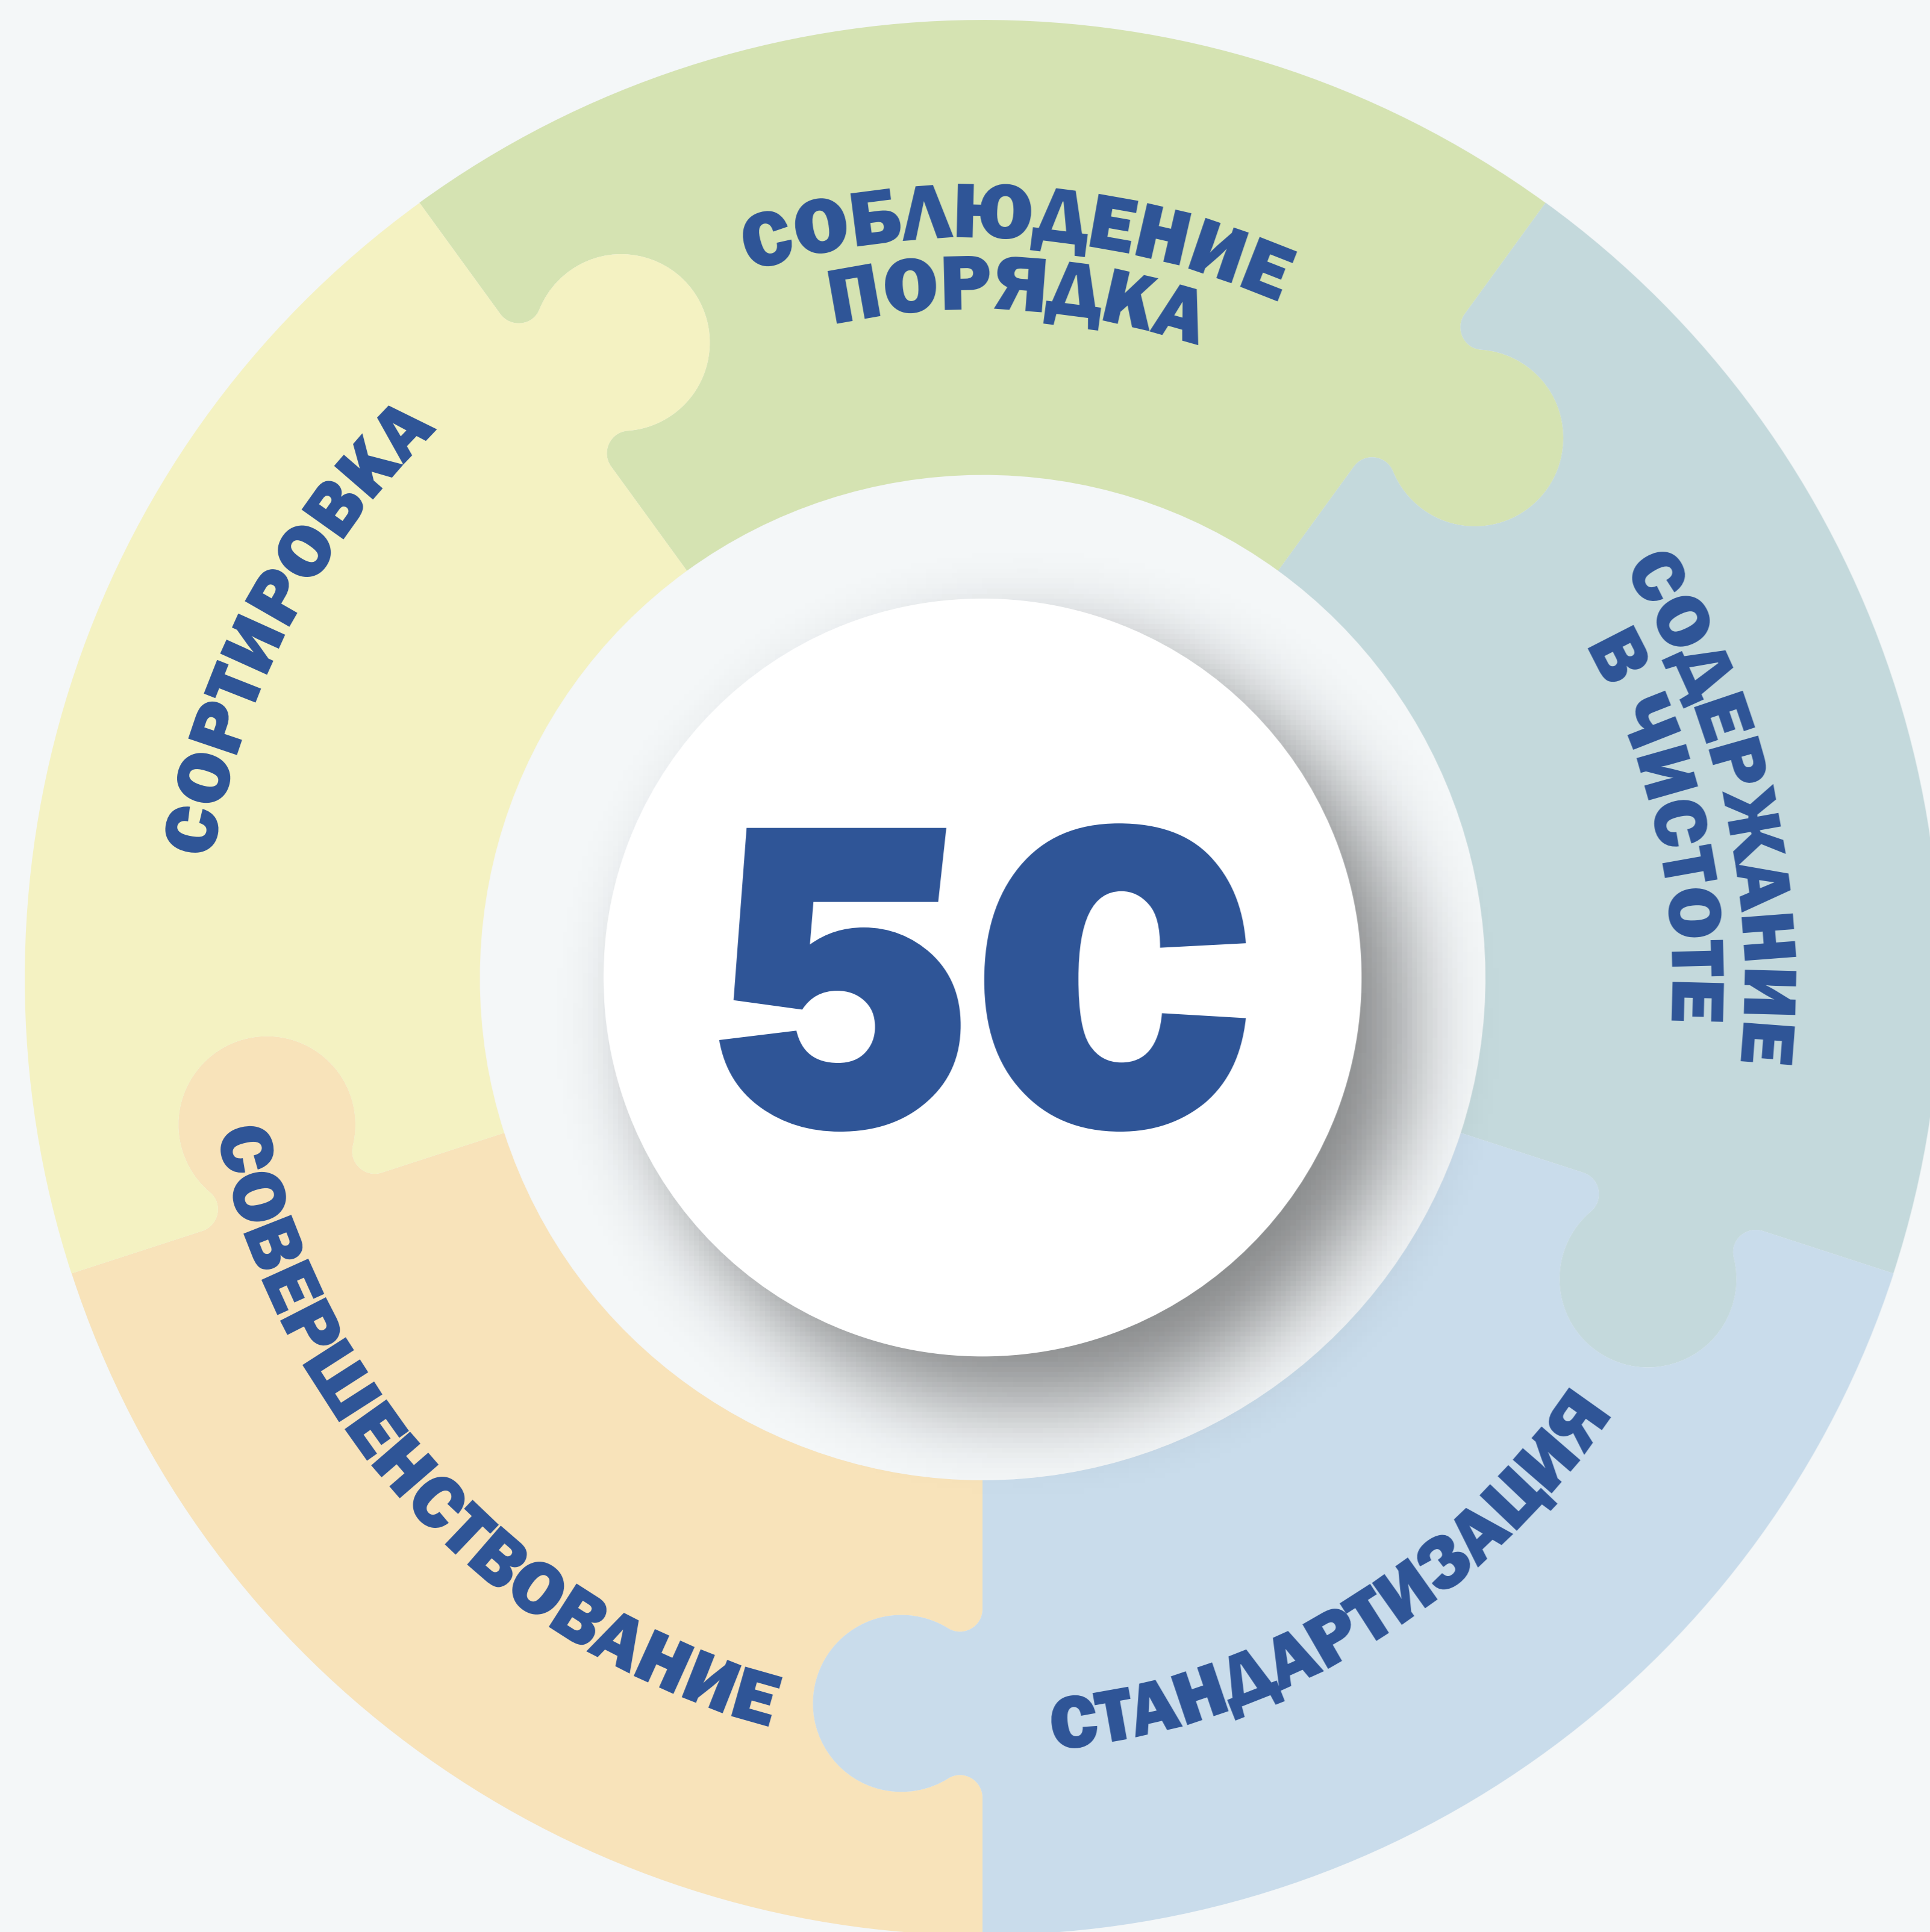 СОРТИРОВКА
СОБЛЮДЕНИЕ
ПОРЯДКА
СОДЕРЖАНИЕ
В ЧИСТОТЕ
СТАНДАРТИЗАЦИЯ
СОВЕРШЕНСТВОВАНИЕ
5С